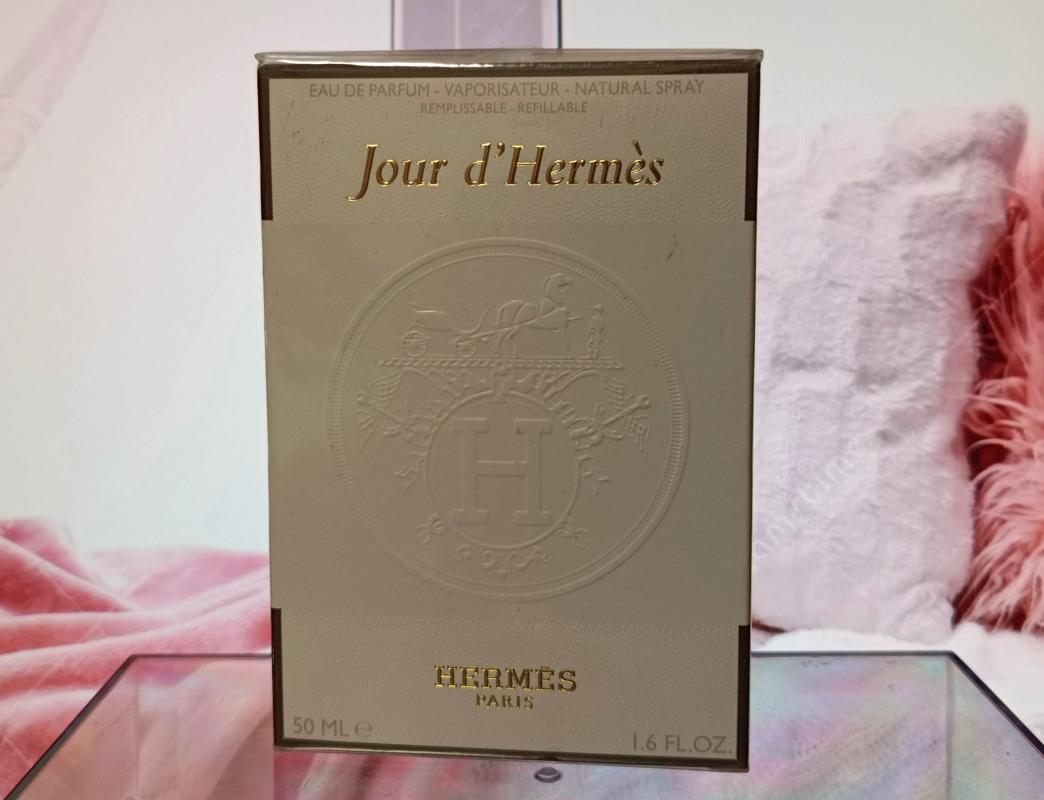 EAU DE PARFUM - VAPORISATEUR - NATURAL SPRAY
REMPLISSABLE - REFILLABLE
Jour d'Hermès
H
HERMÈS
PARIS
50 ML ℮
1.6 FL.OZ.